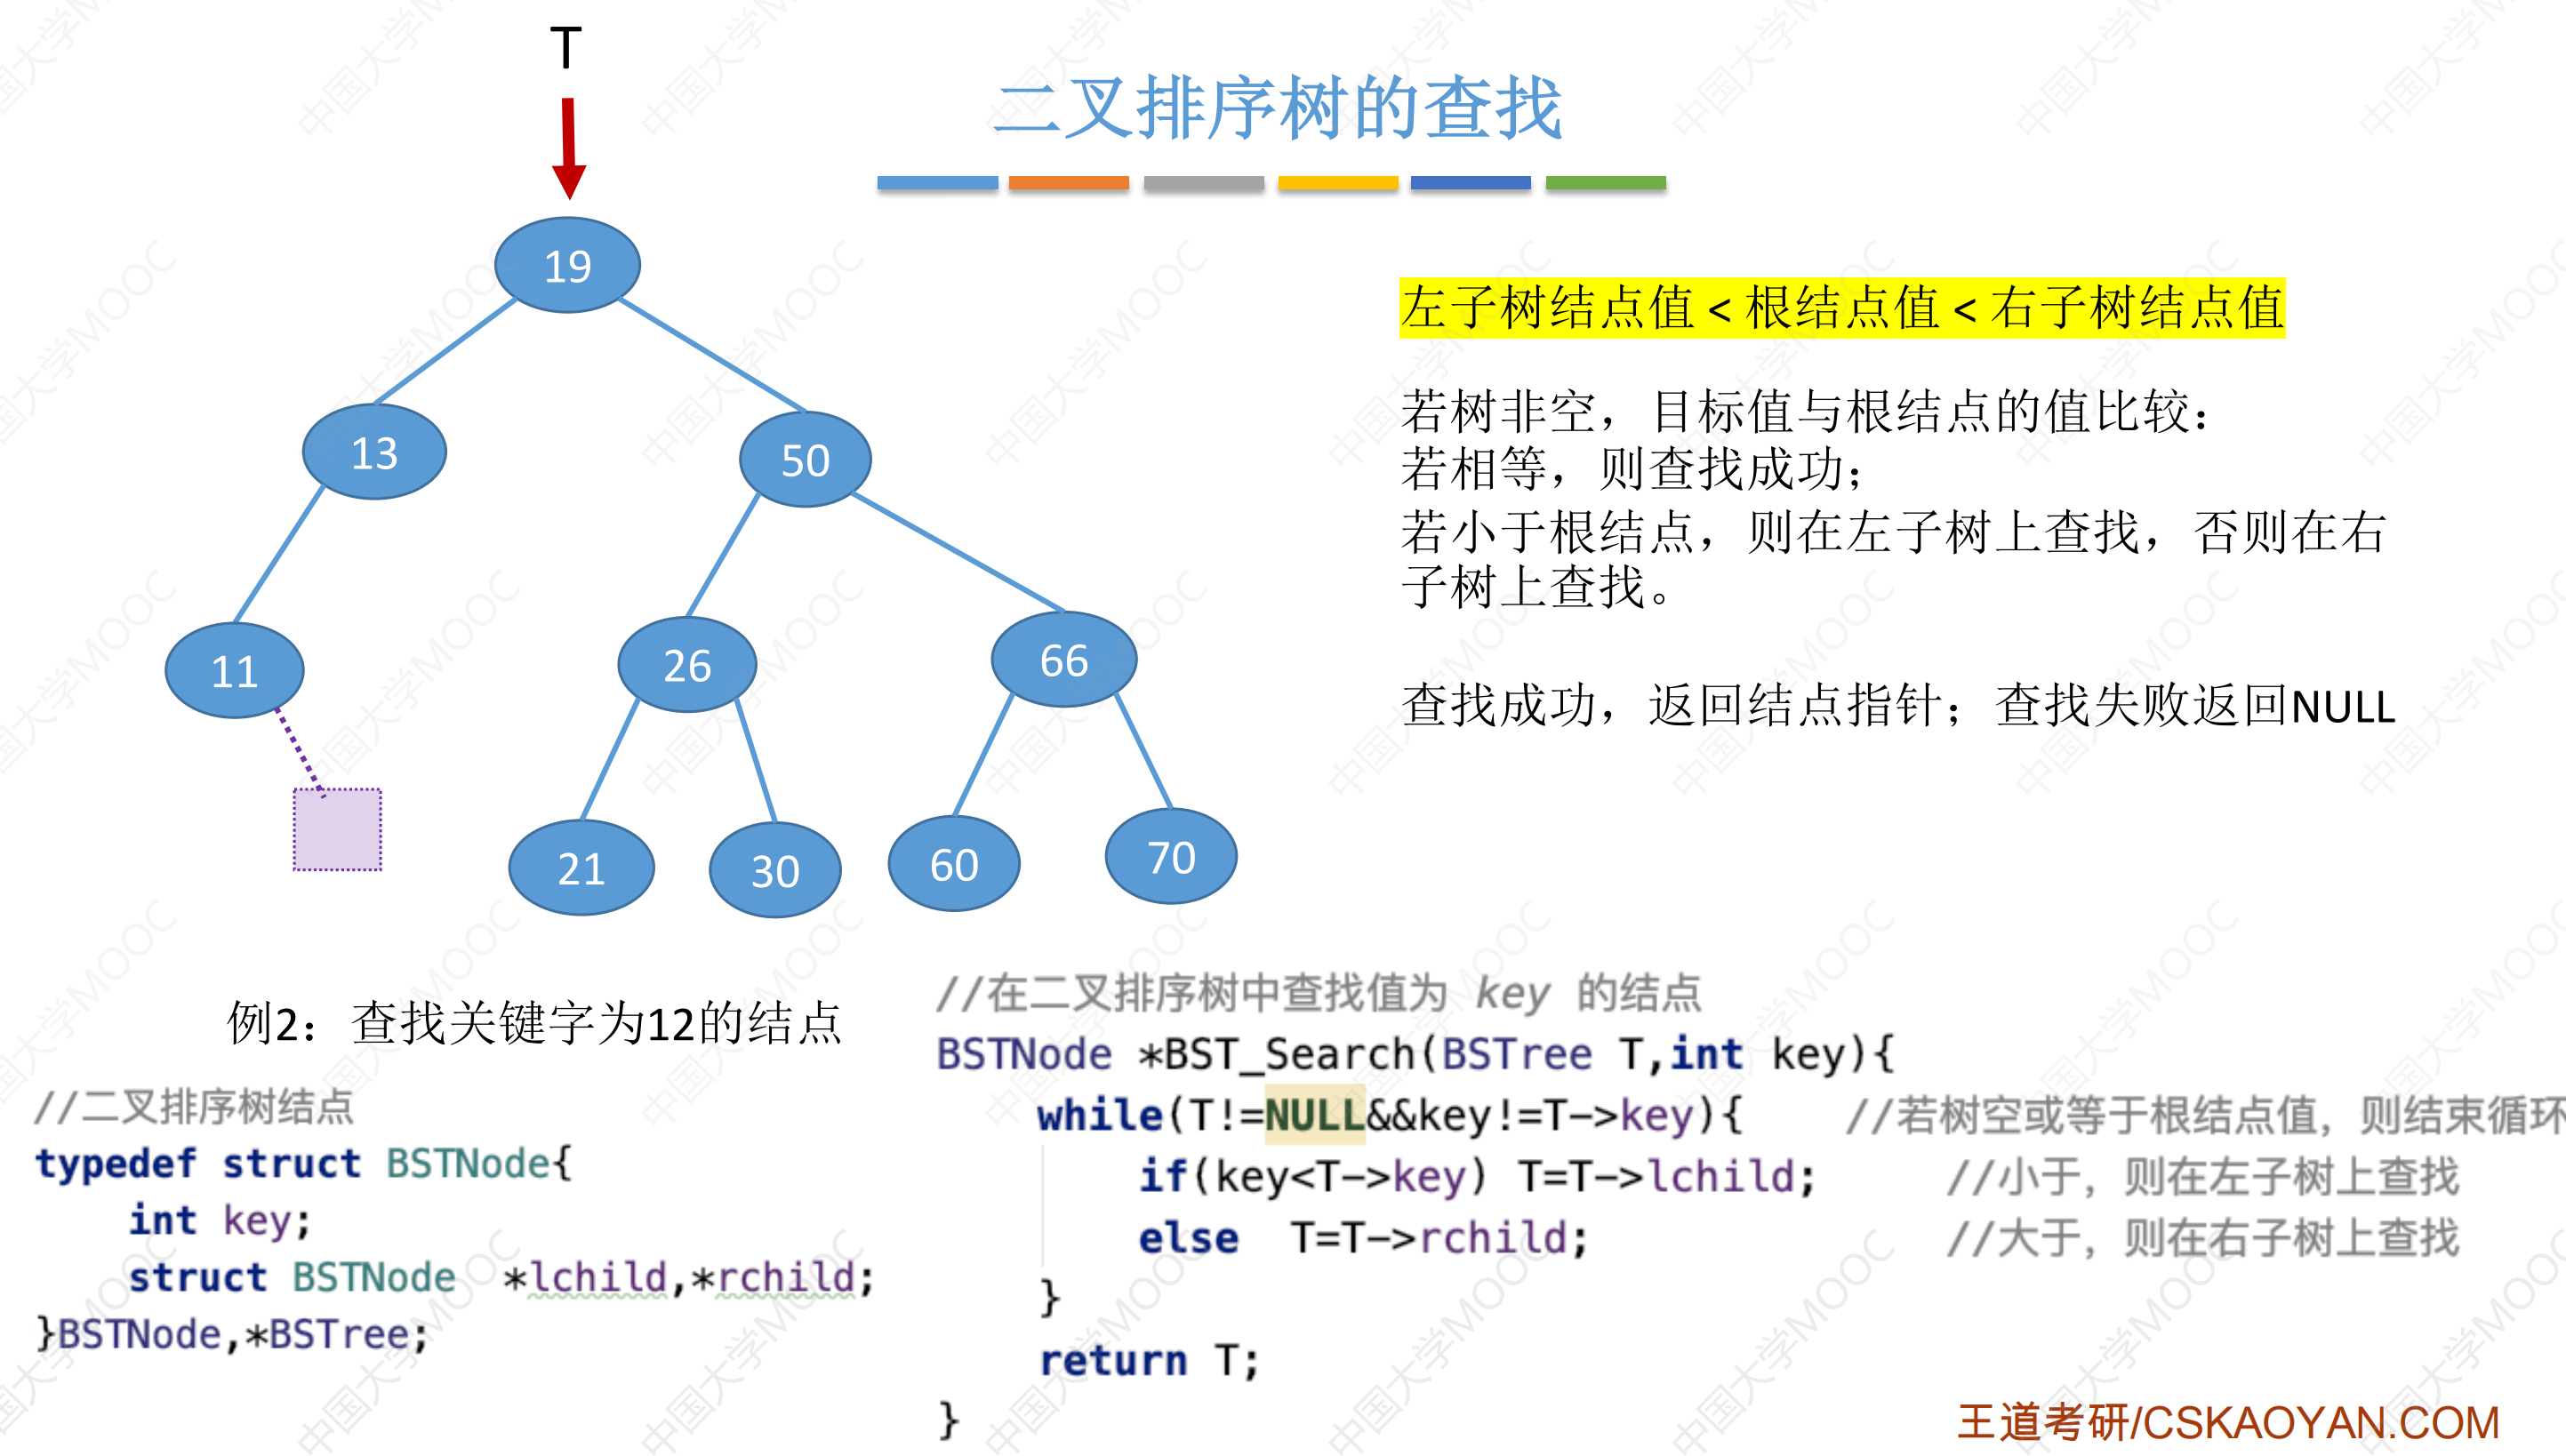 T
二叉排序树的查找
19
13
50
11
26
66
21
30
60
70
左子树结点值 < 根结点值 < 右子树结点值
若树非空，目标值与根结点的值比较：
若相等，则查找成功；
若小于根结点，则在左子树上查找，否则在右
子树上查找。
查找成功，返回结点指针；查找失败返回NULL
例2：查找关键字为12的结点
//二叉排序树结点
typedef struct BSTNode{
    int key;
    struct BSTNode  *lchild,*rchild;
}BSTNode,*BSTree;
//在二叉排序树中查找值为 key 的结点
BSTNode *BST_Search(BSTree T,int key){
    while(T!=NULL&&key!=T->key){    //若树空或等于根结点值，则结束循环
        if(key<T->key) T=T->lchild;    //小于，则在左子树上查找
        else  T=T->rchild;    //大于，则在右子树上查找
    }
    return T;
}
王道考研/CSKAOYAN.COM
中国大学MOOC